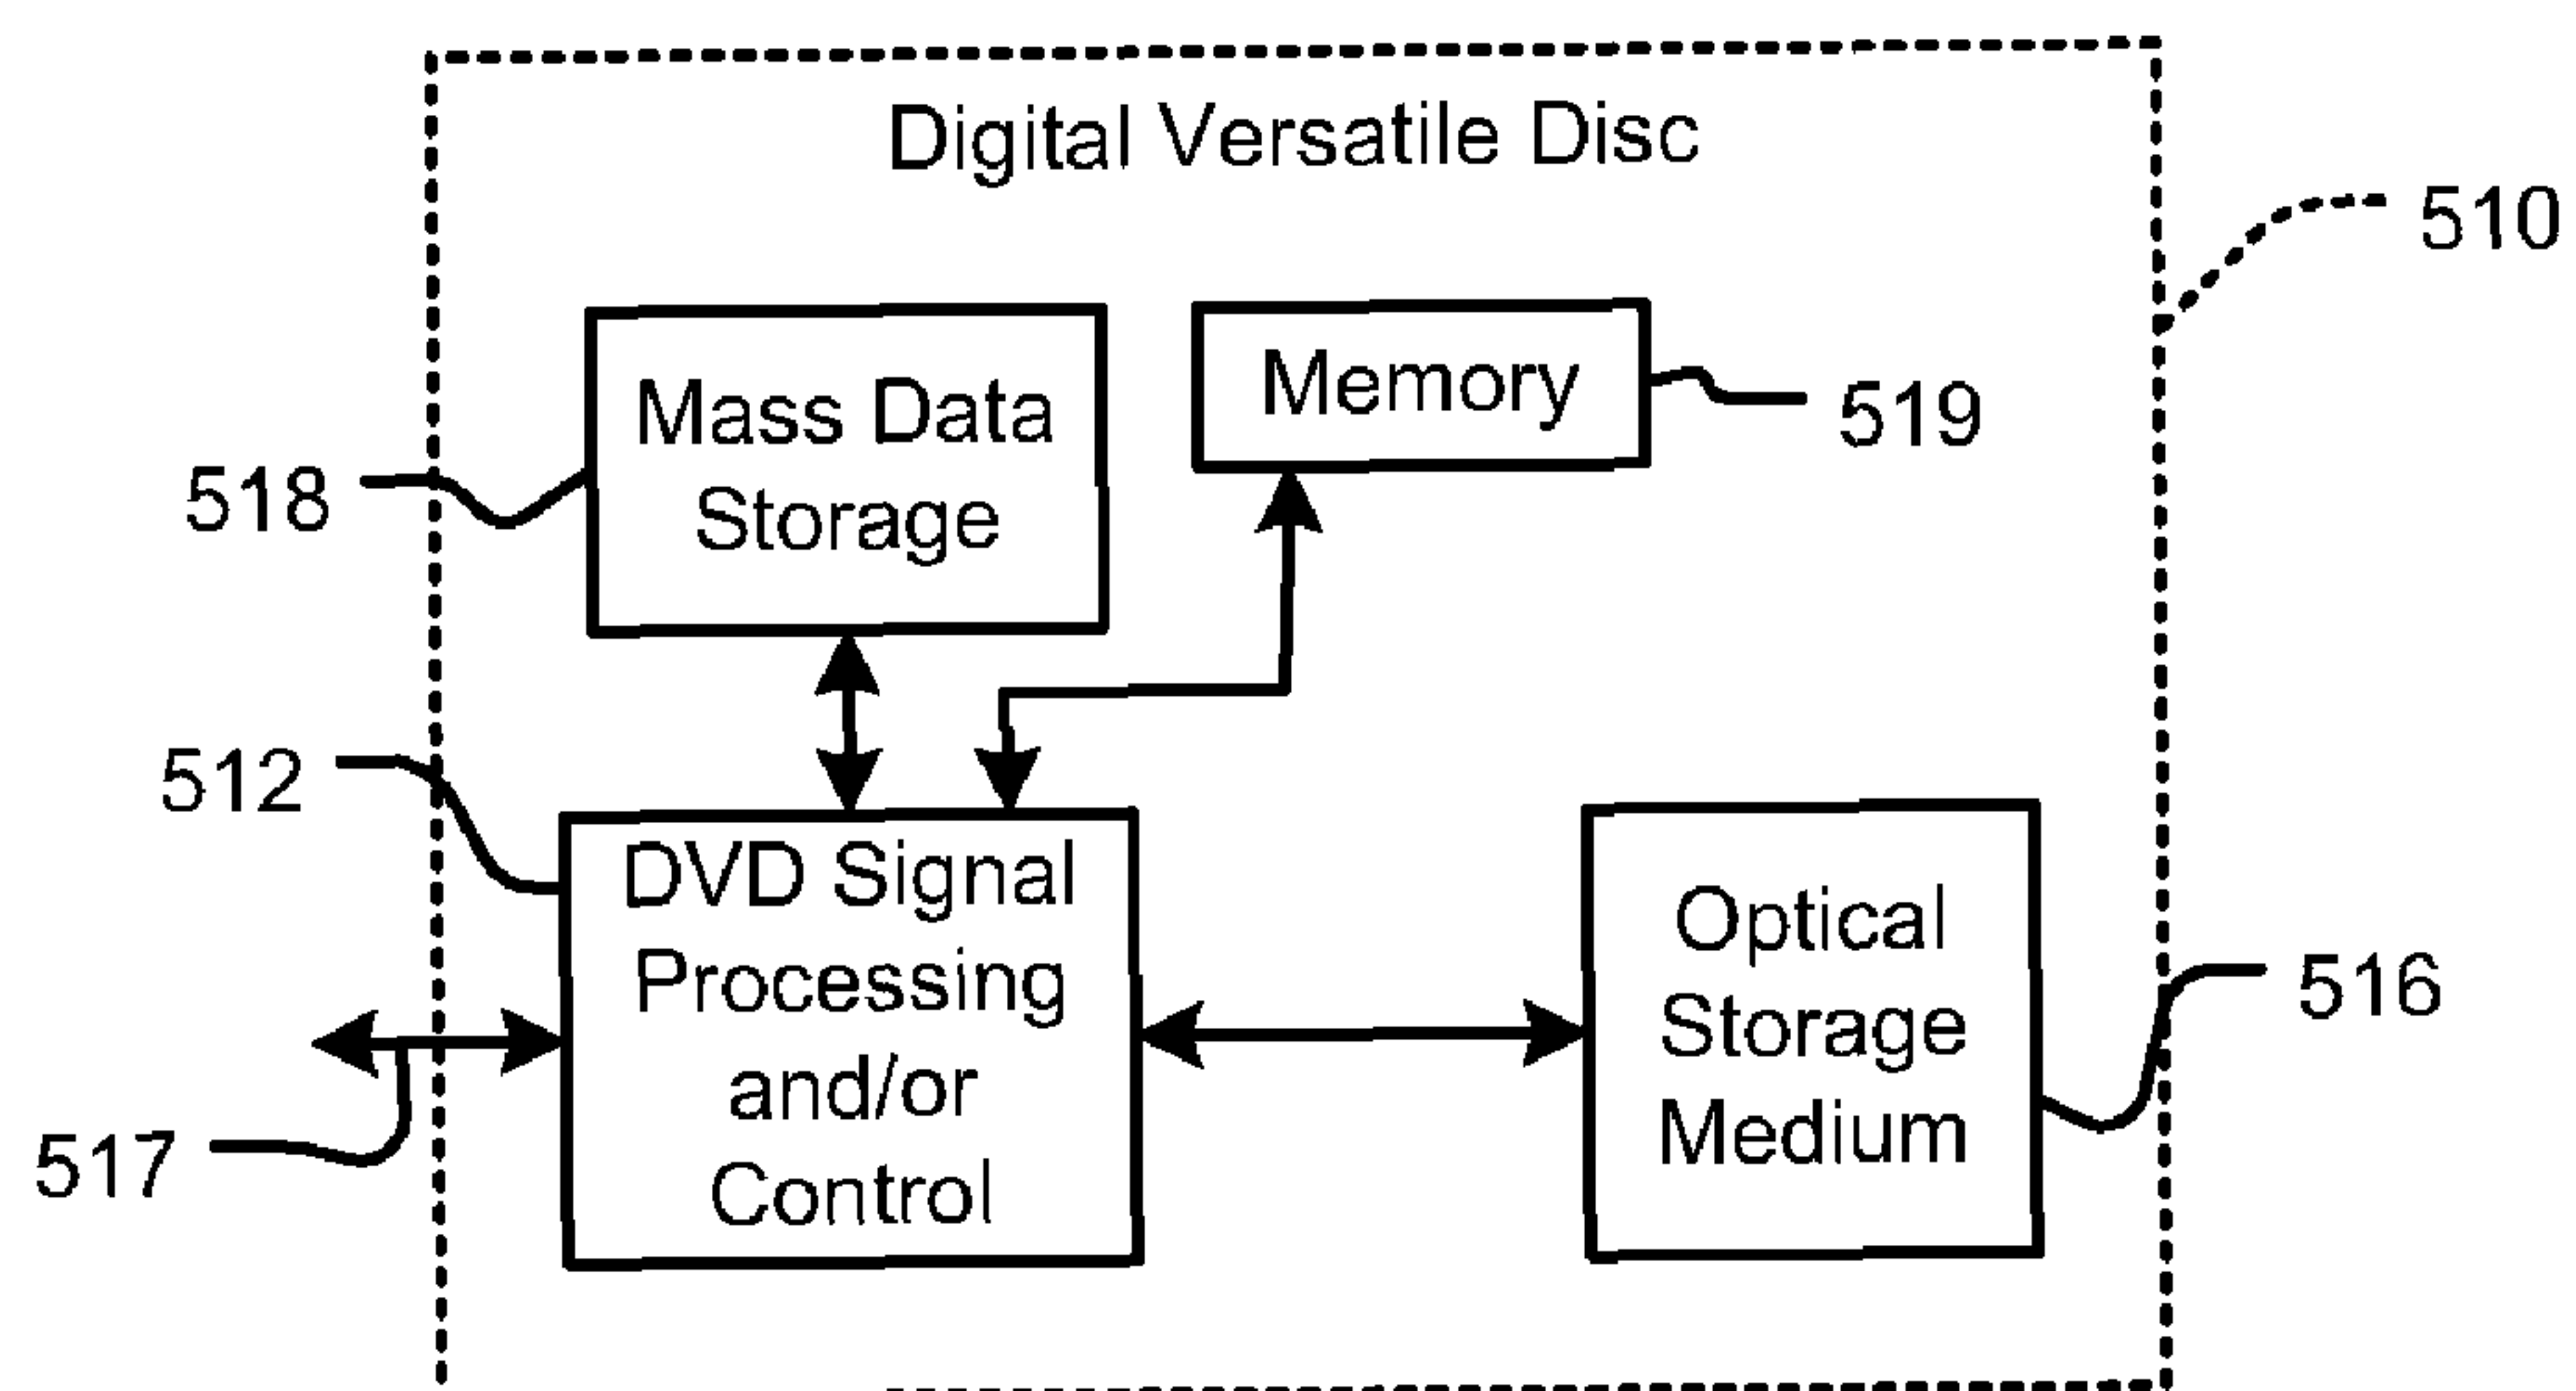 Digital Versatile Disc
510
Mass Data
Storage
Memory
519
518
512
DVD Signal
Processing
and/or
Control
Optical
Storage
Medium
516
517